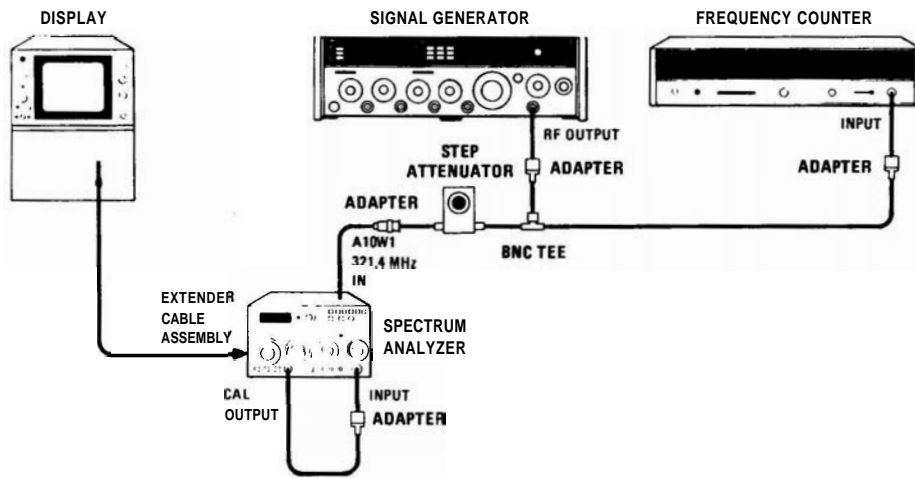 DISPLAY
SIGNAL GENERATOR
FREQUENCY COUNTER
RF OUTPUT
INPUT
STEP
ATTENUATOR
ADAPTER
ADAPTER
ADAPTER
A10W1
321.4 MHz
IN
BNC TEE
EXTENDER
CABLE
ASSEMBLY
SPECTRUM
ANALYZER
CAL
OUTPUT
INPUT
ADAPTER